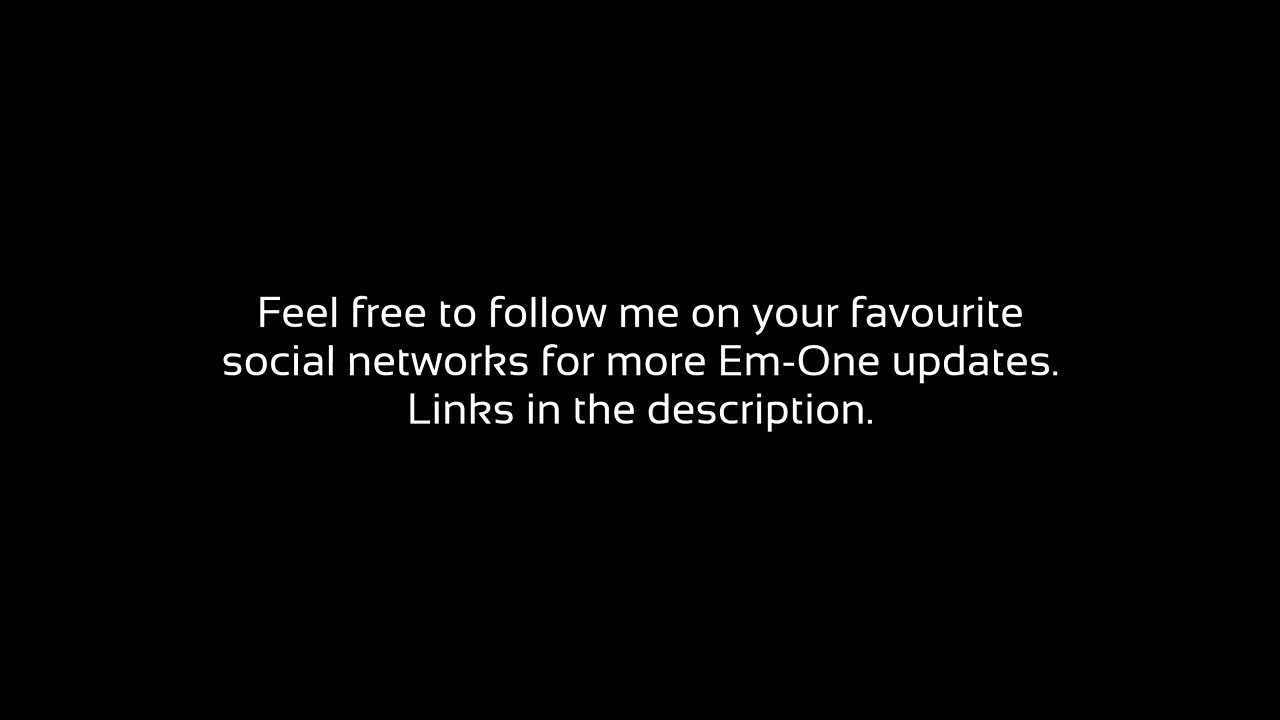 Feel free to follow me on your favourite
social networks for more Em-One updates.
Links in the description.